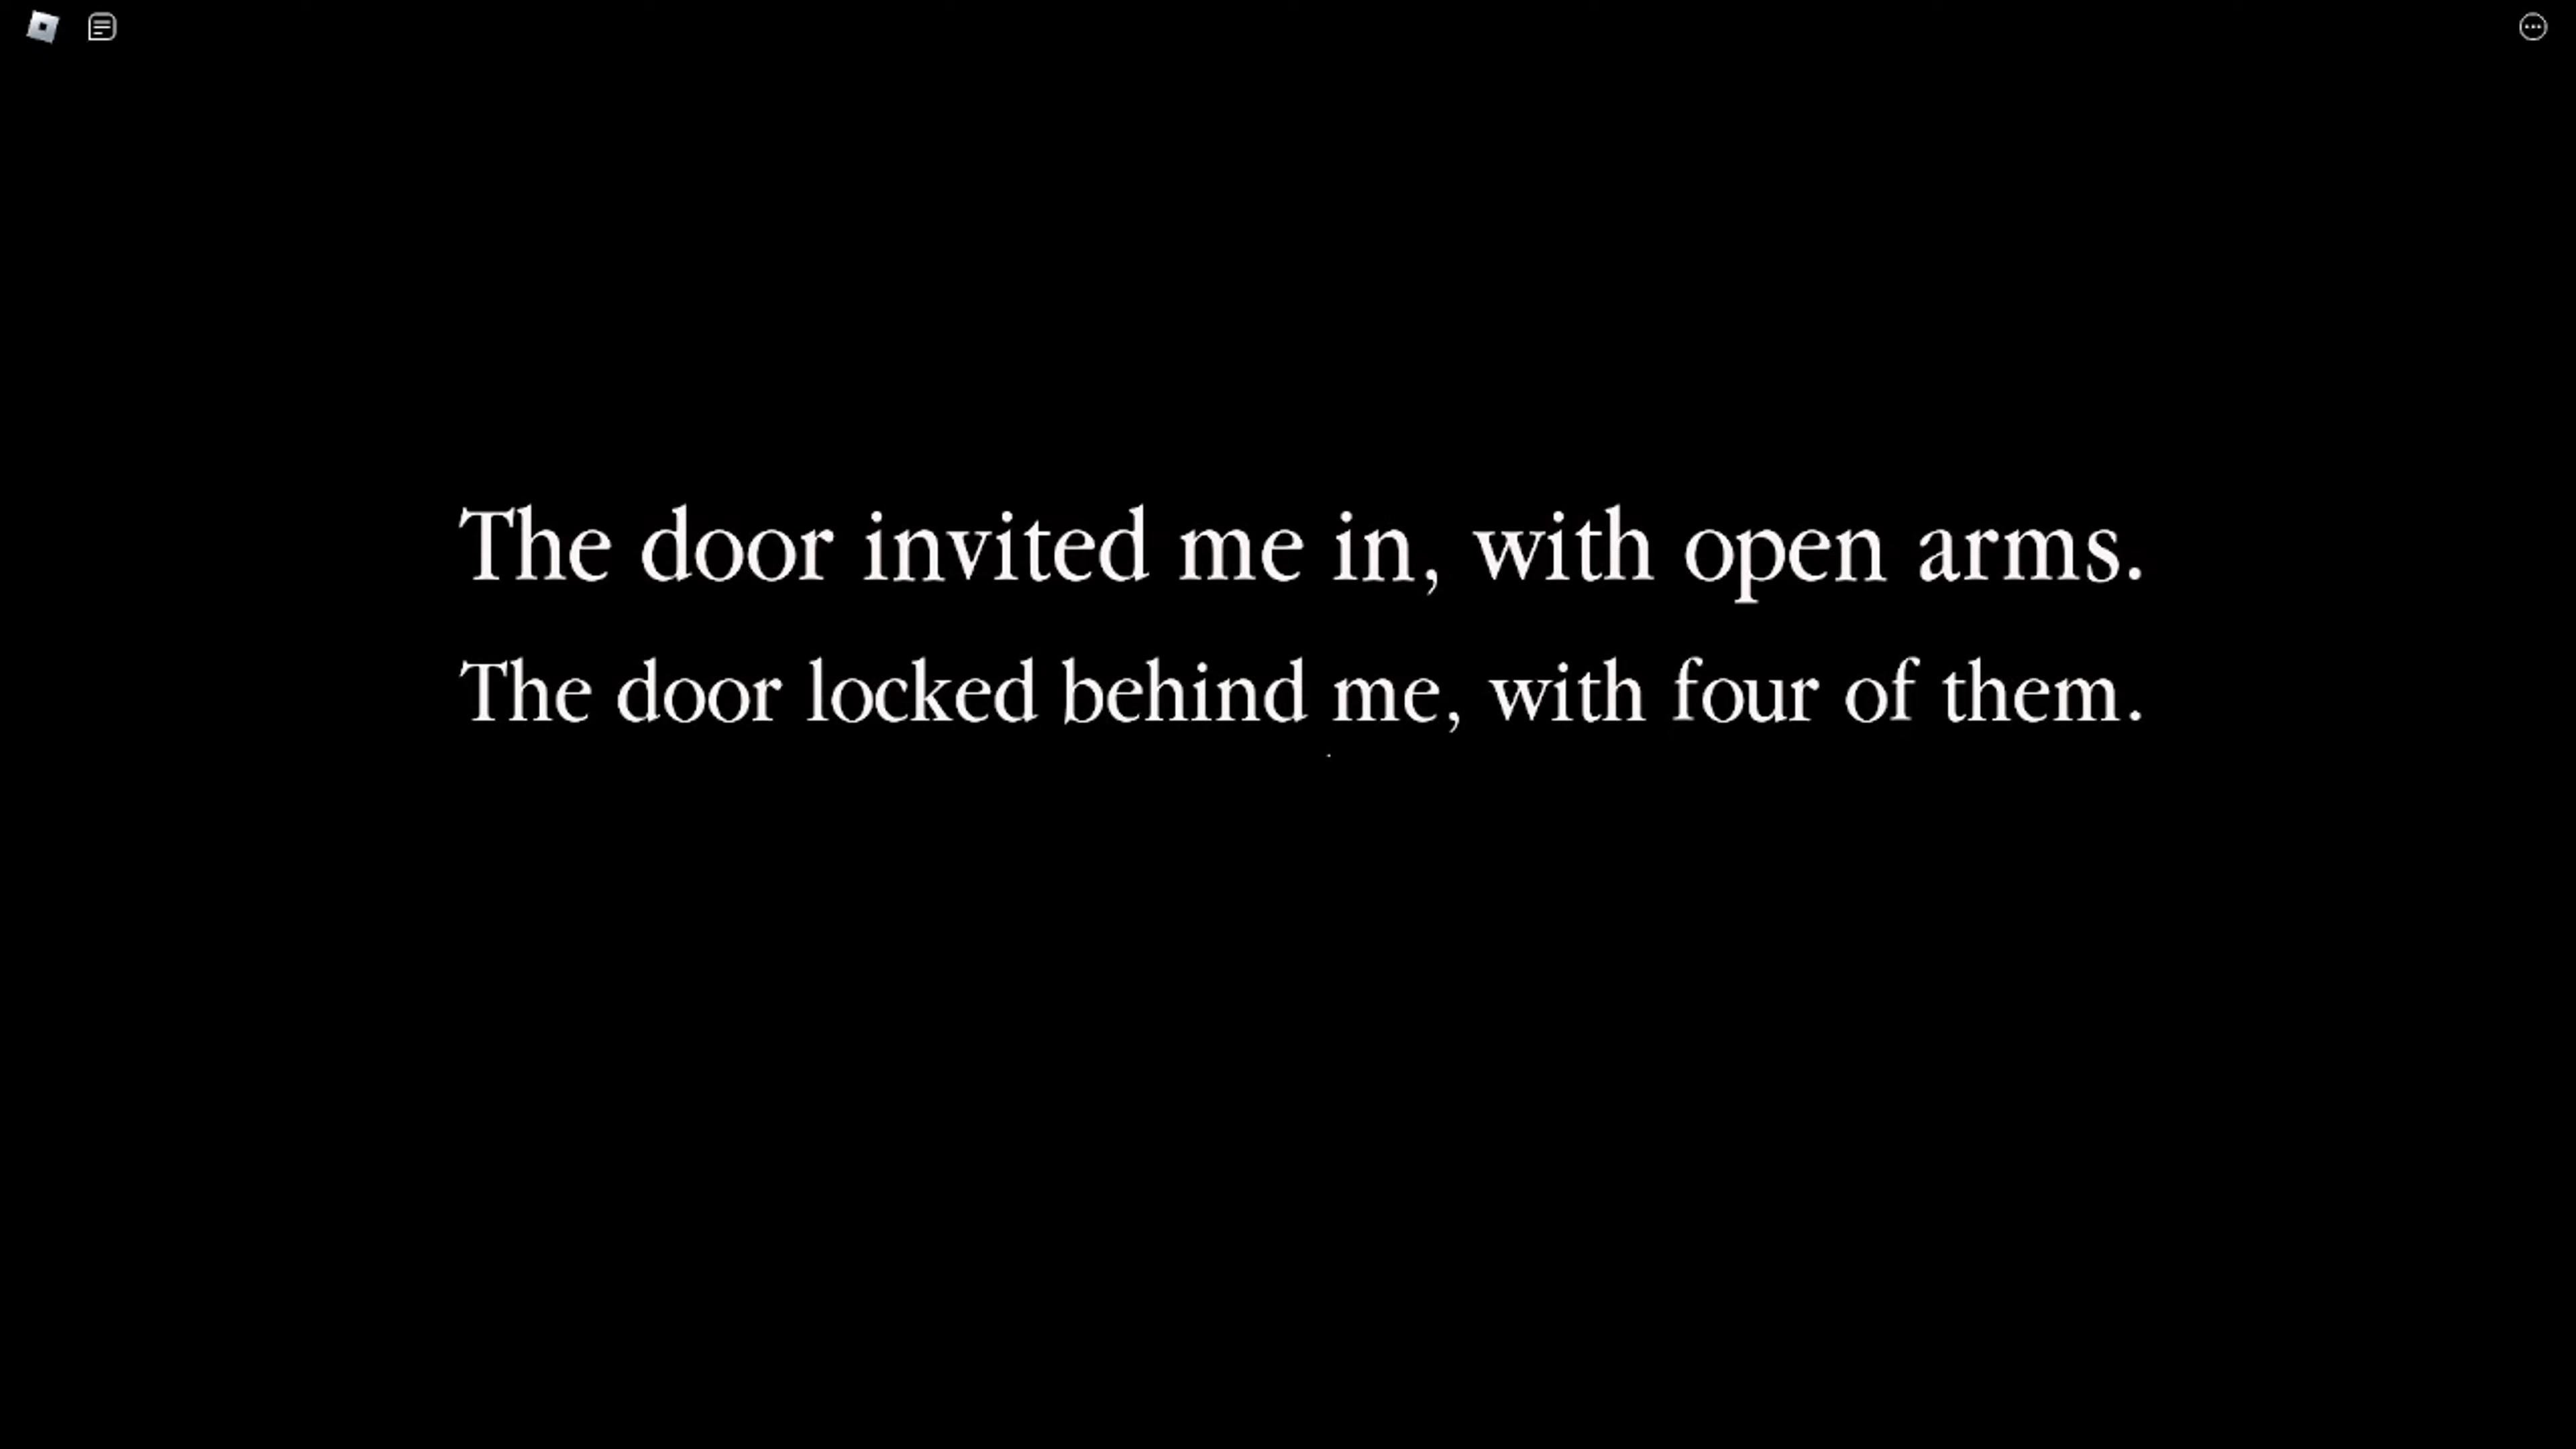 The door invited me in, with open arms.
The door locked behind me, with four of them.